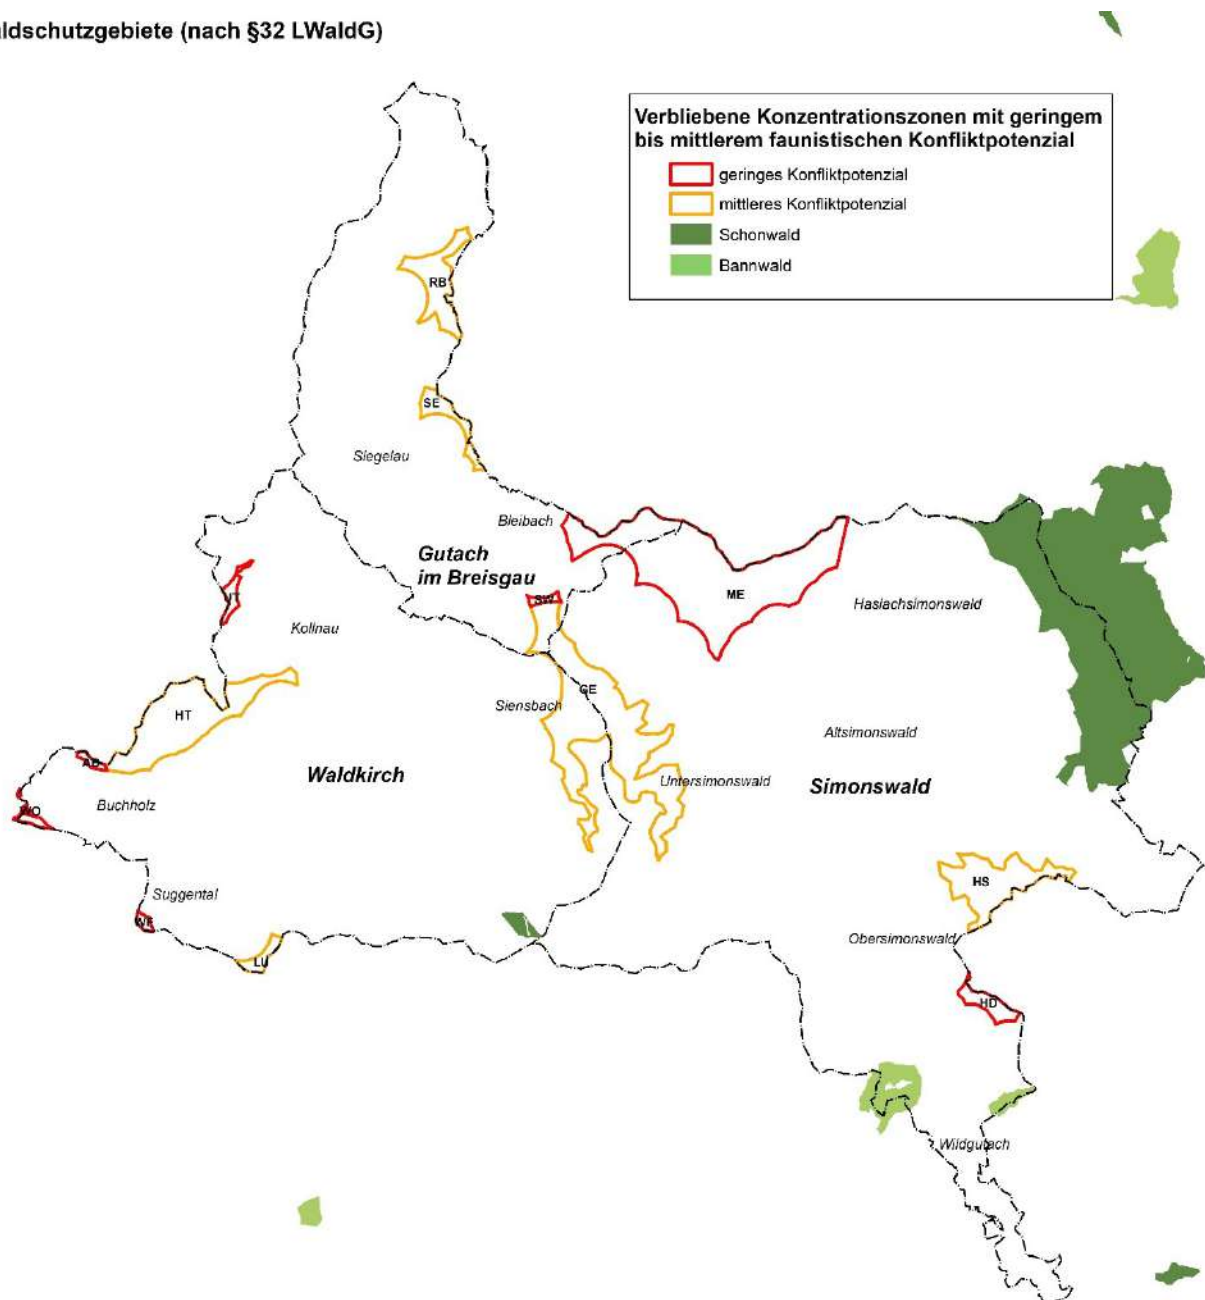 ldschutzgebiete (nach §32 LWaldG)
Verbliebene Konzentrationszonen mit geringem
bis mittlerem faunistischen Konfliktpotenzial
geringes Konfliktpotenzial
mittleres Konfliktpotenzial
Schonwald
Bannwald
RB
SE
Siegelau
Bleibach
Gutach
im Breisgau
ME
SW
Haslachsimonswald
Kollnau
HT
Siensbach
Altsimonswald
Waldkirch
Untersimonswald
Simonswald
Buchholz
WO
HS
Suggental
Obersimonswald
LU
HD
Wildgutach